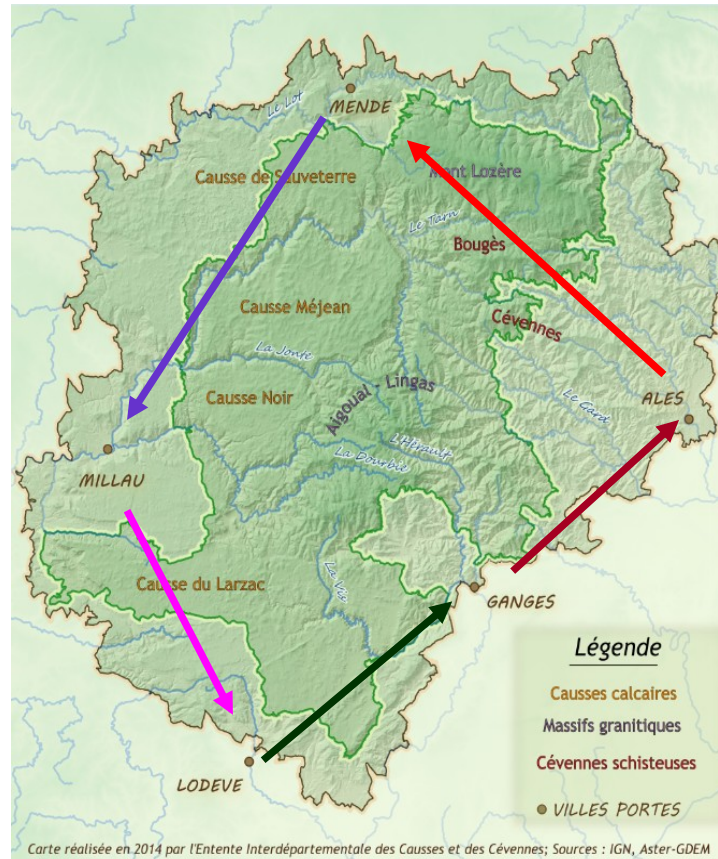 MENDE
Le Lot
Causse de Sauveterre
Mont Lozère
Le Tarn
Bougès
Causse Méjean
Cévennes
La Jonte
Causse Noir
Aigoual - Lingas
Le Gard
ALES
L'Hérault
La Dourbie
MILLAU
Causse du Larzac
La Vis
GANGES
LODEVE
Légende
Causses calcaires
Massifs granitiques
Cévennes schisteuses
VILLES PORTES
Carte réalisée en 2014 par l'Entente Interdépartementale des Causses et des Cévennes; Sources : IGN, Aster-GDEM